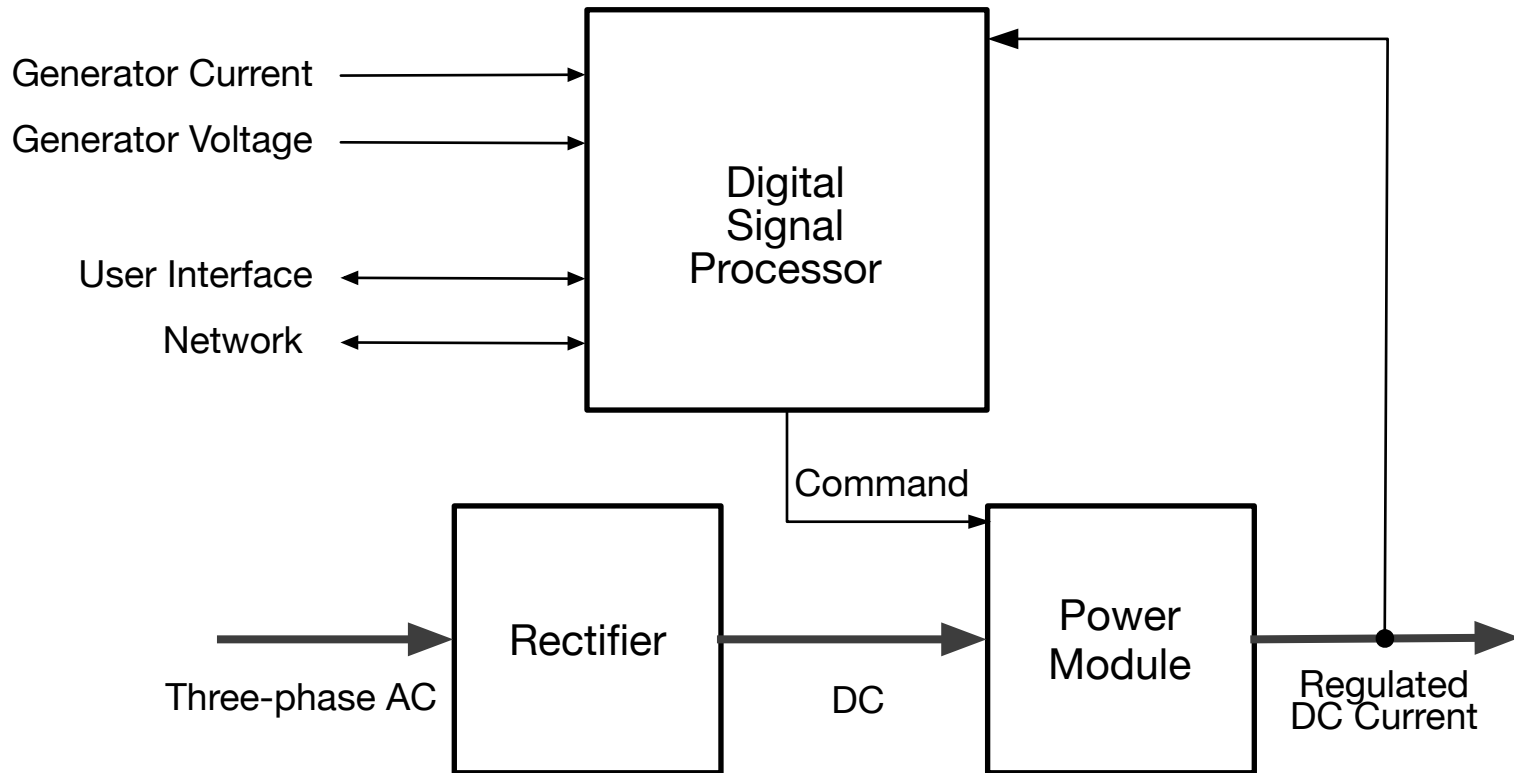 Generator Current
Generator Voltage
Digital
Signal
Processor
User Interface
Network
Command
Rectifier
Power
Module
Three-phase AC
DC
Regulated
DC Current